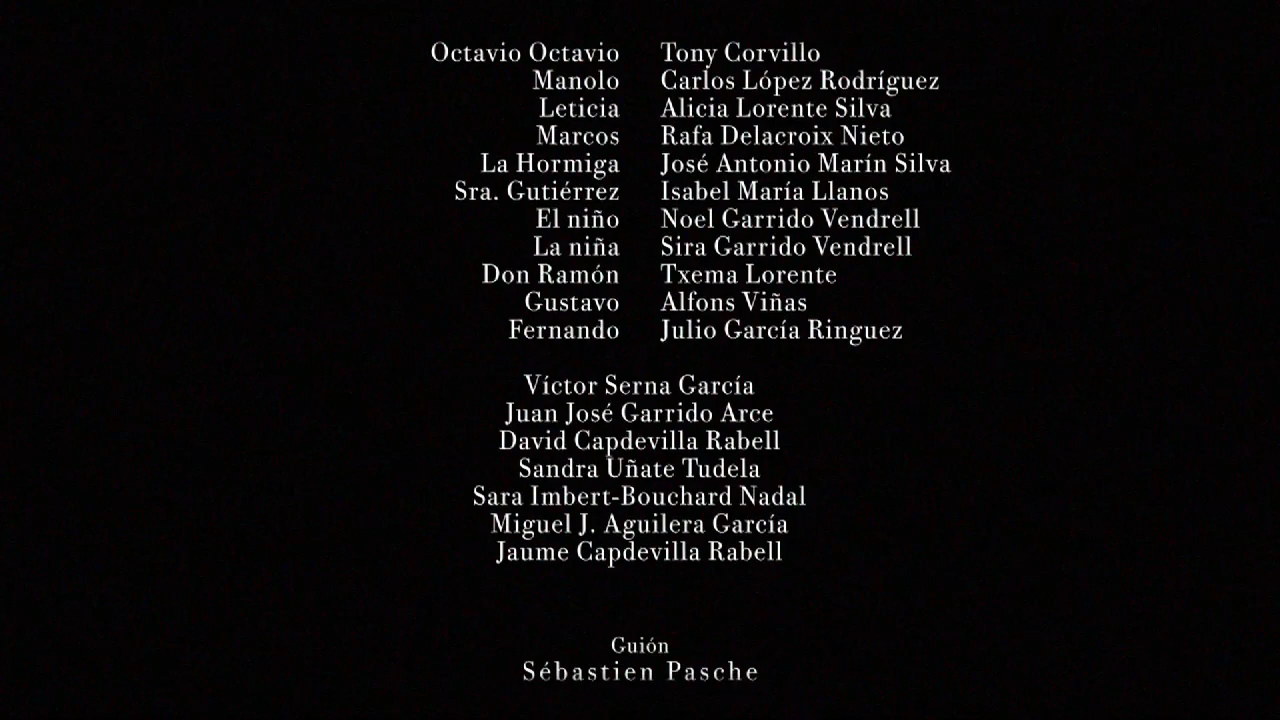 Octavio Octavio Tony Corvillo
Manolo Carlos López Rodríguez
Leticia Alicia Lorente Silva
Marcos Rafa Delacroix Nieto
La Hormiga José Antonio Marín Silva
Sra. Gutiérrez Isabel María Llanos
El niño Noel Garrido Vendrell
La niña Sira Garrido Vendrell
Don Ramón Txema Lorente
Gustavo Alfons Viñas
Fernando Julio García Ringuez
Víctor Serna García
Juan José Garrido Arce
David Capdevilla Rabell
Sandra Uñate Tudela
Sara Imbert-Bouchard Nadal
Miguel J. Aguilera García
Jaume Capdevilla Rabell
Guión
Sébastien Pasche